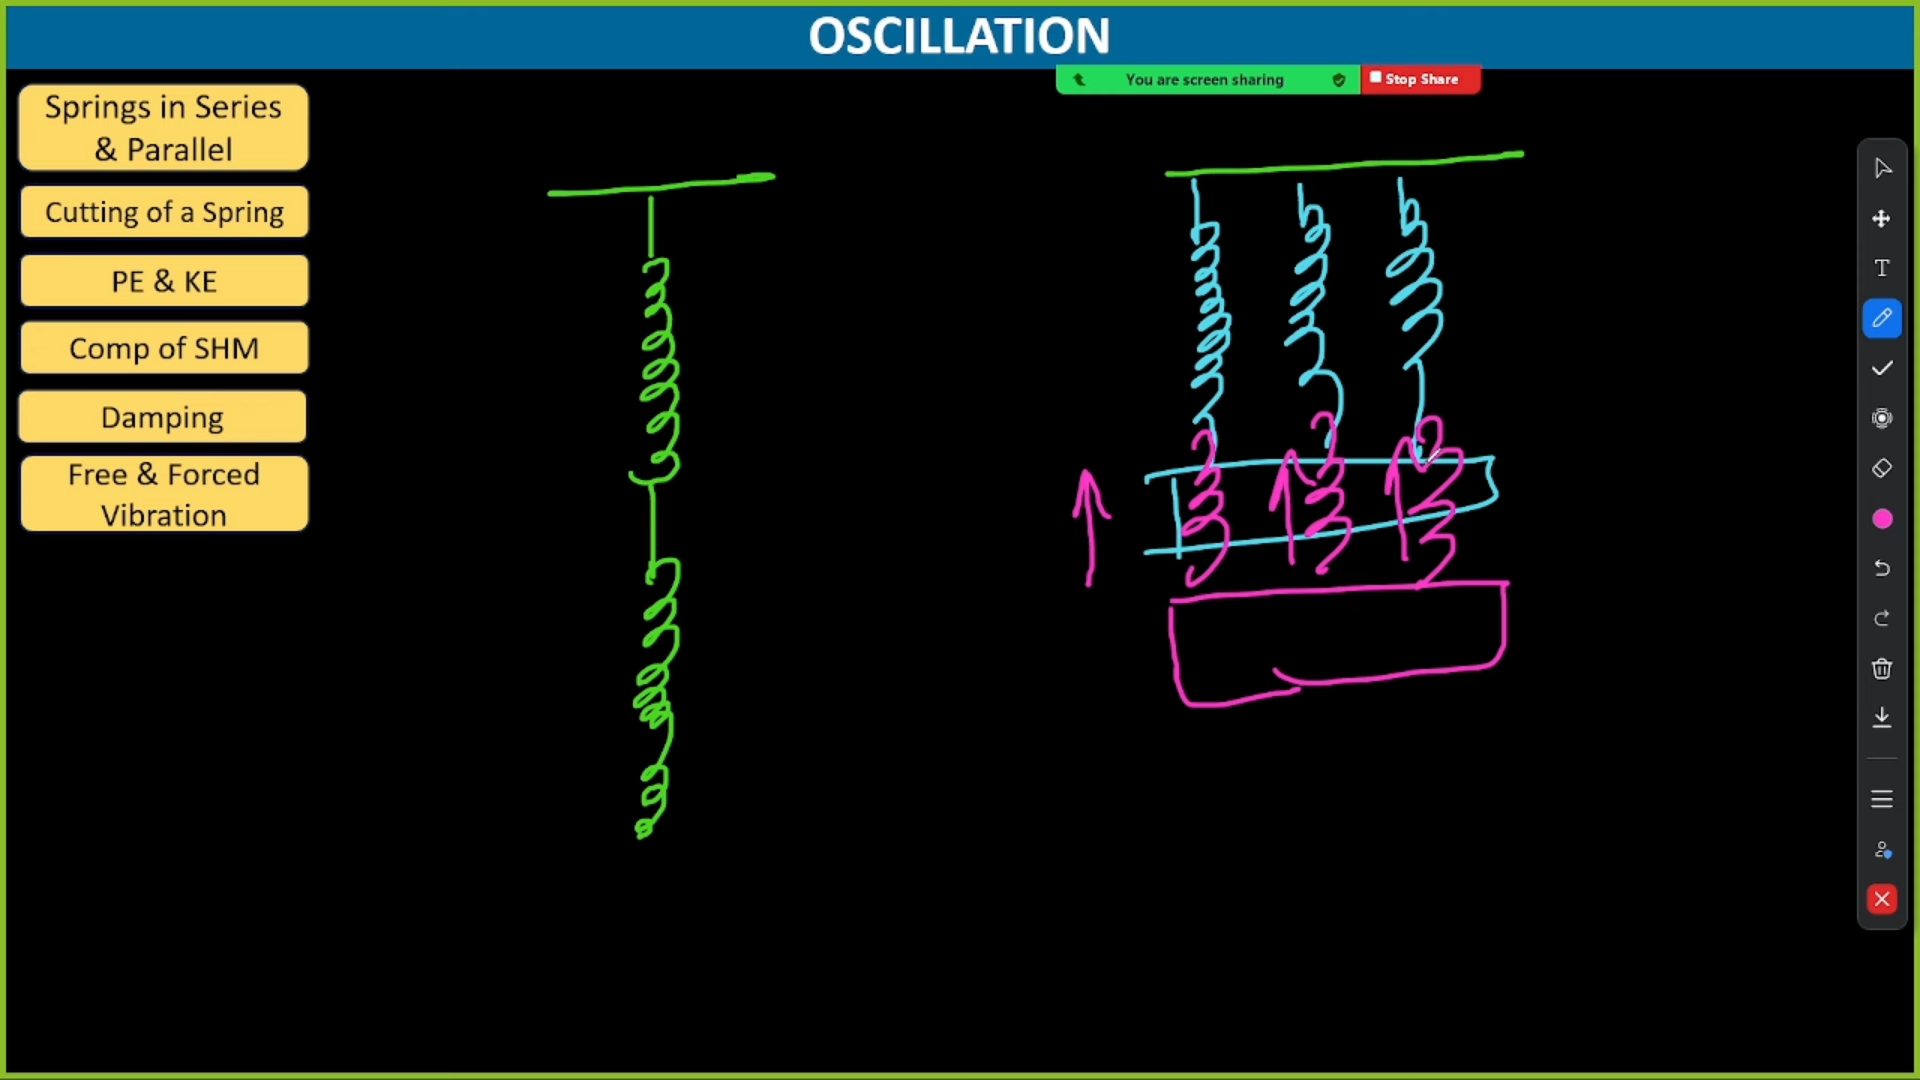 OSCILLATION
You are screen sharing
Stop Share
Springs in Series
& Parallel
Cutting of a Spring
PE & KE
Comp of SHM
Damping
Free & Forced
Vibration
T